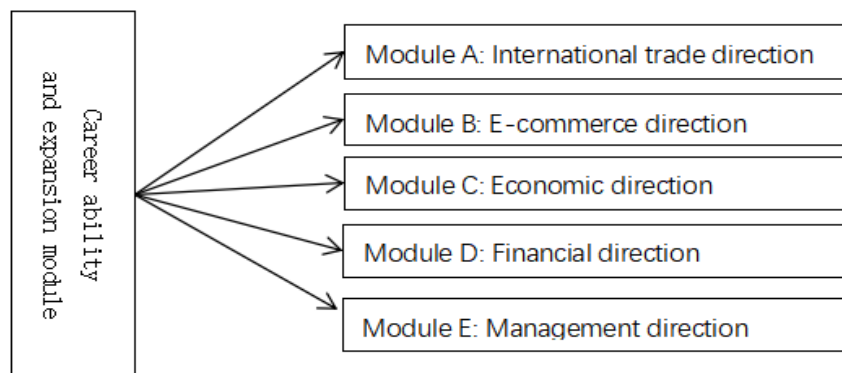 Career ability
and expansion module
Module A: International trade direction
Module B: E-commerce direction
Module C: Economic direction
Module D: Financial direction
Module E: Management direction